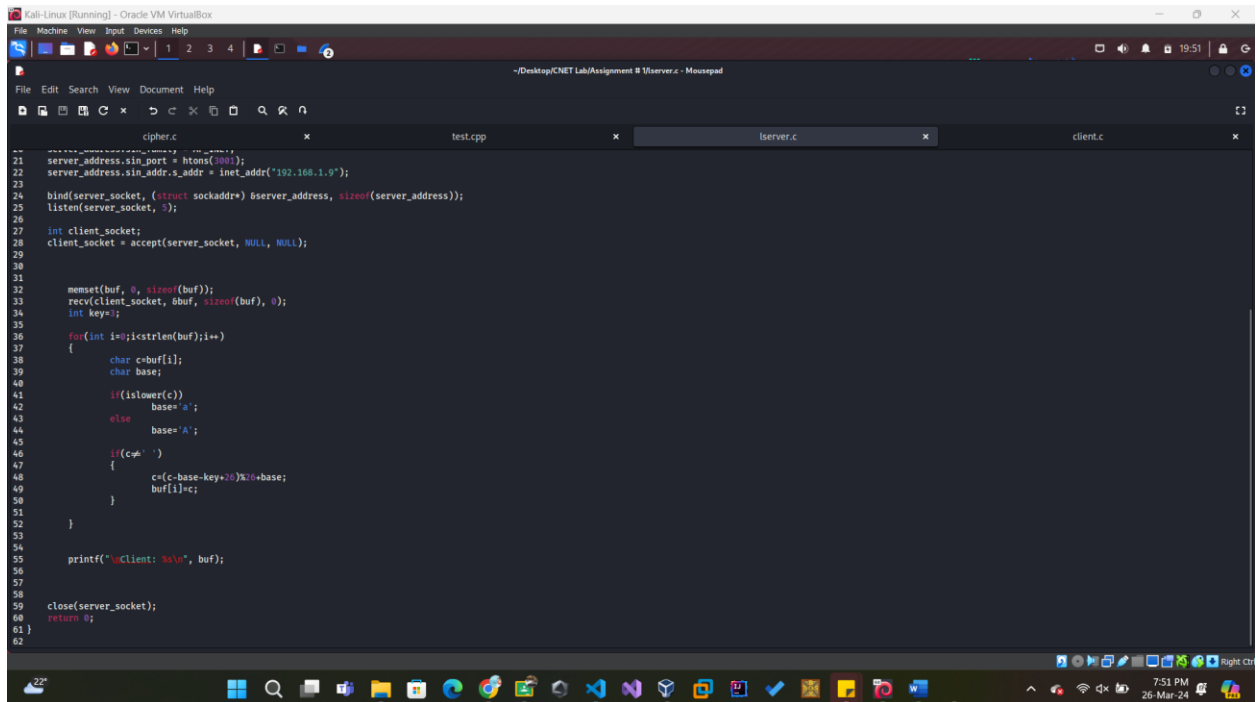 Kali-Linux [Running] - Oracle VM VirtualBox
File Machine View Input Devices Help
1 2 3 4 2 19:51
~/Desktop/CNET Lab/Assignment # 1/lserver.c - Mousepad
File Edit Search View Document Help
cipher.c × test.cpp × lserver.c × client.c ×
20 server_address.sin_family = AF_INET;
21 server_address.sin_port = htons(3001);
22 server_address.sin_addr.s_addr = inet_addr("192.168.1.9");
23
24 bind(server_socket, (struct sockaddr*) &server_address, sizeof(server_address));
25 listen(server_socket, 5);
26
27 int client_socket;
28 client_socket = accept(server_socket, NULL, NULL);
29
30
31
32 memset(buf, 0, sizeof(buf));
33 recv(client_socket, &buf, sizeof(buf), 0);
34 int key=3;
35
36 for(int i=0;i<strlen(buf);i++)
37 {
38 char c=buf[i];
39 char base;
40
41 if(islower(c))
42 base='a';
43 else
44 base='A';
45
46 if(c≠' ')
47 {
48 c=(c-base-key+26)%26+base;
49 buf[i]=c;
50 }
51
52 }
53
54
55 printf("\nClient: %s\n", buf);
56
57
58
59 close(server_socket);
60 return 0;
61 }
62
Right Ctrl
22°
7:51 PM
26-Mar-24